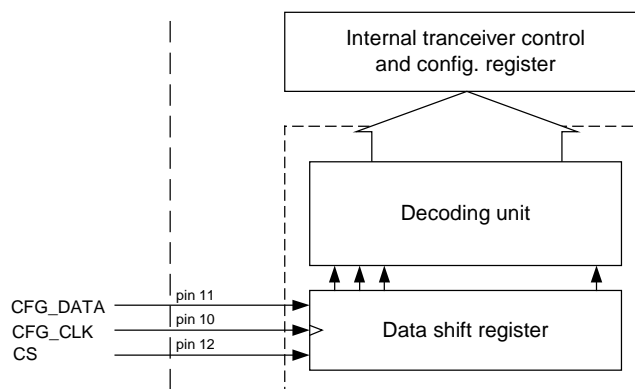 Internal tranceiver control
and config. register
Decoding unit
CFG_DATA
pin 11
CFG_CLK
pin 10
CS
pin 12
Data shift register